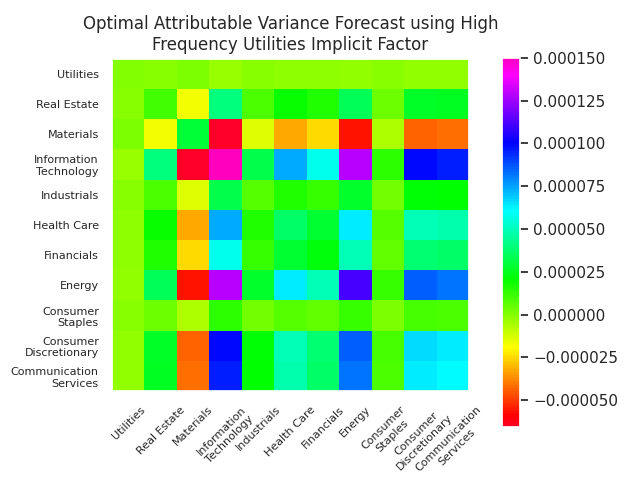 Optimal Attributable Variance Forecast using High
Frequency Utilities Implicit Factor
Utilities
Real Estate
Materials
Information
Technology
Industrials
Health Care
Financials
Energy
Consumer
Staples
Consumer
Discretionary
Communication
Services
Utilities
Real Estate
Materials
Information
Technology
Industrials
Health Care
Financials
Energy
Consumer
Staples
Consumer
Discretionary
Communication
Services
0.000150
0.000125
0.000100
0.000075
0.000050
0.000025
0.000000
−0.000025
−0.000050